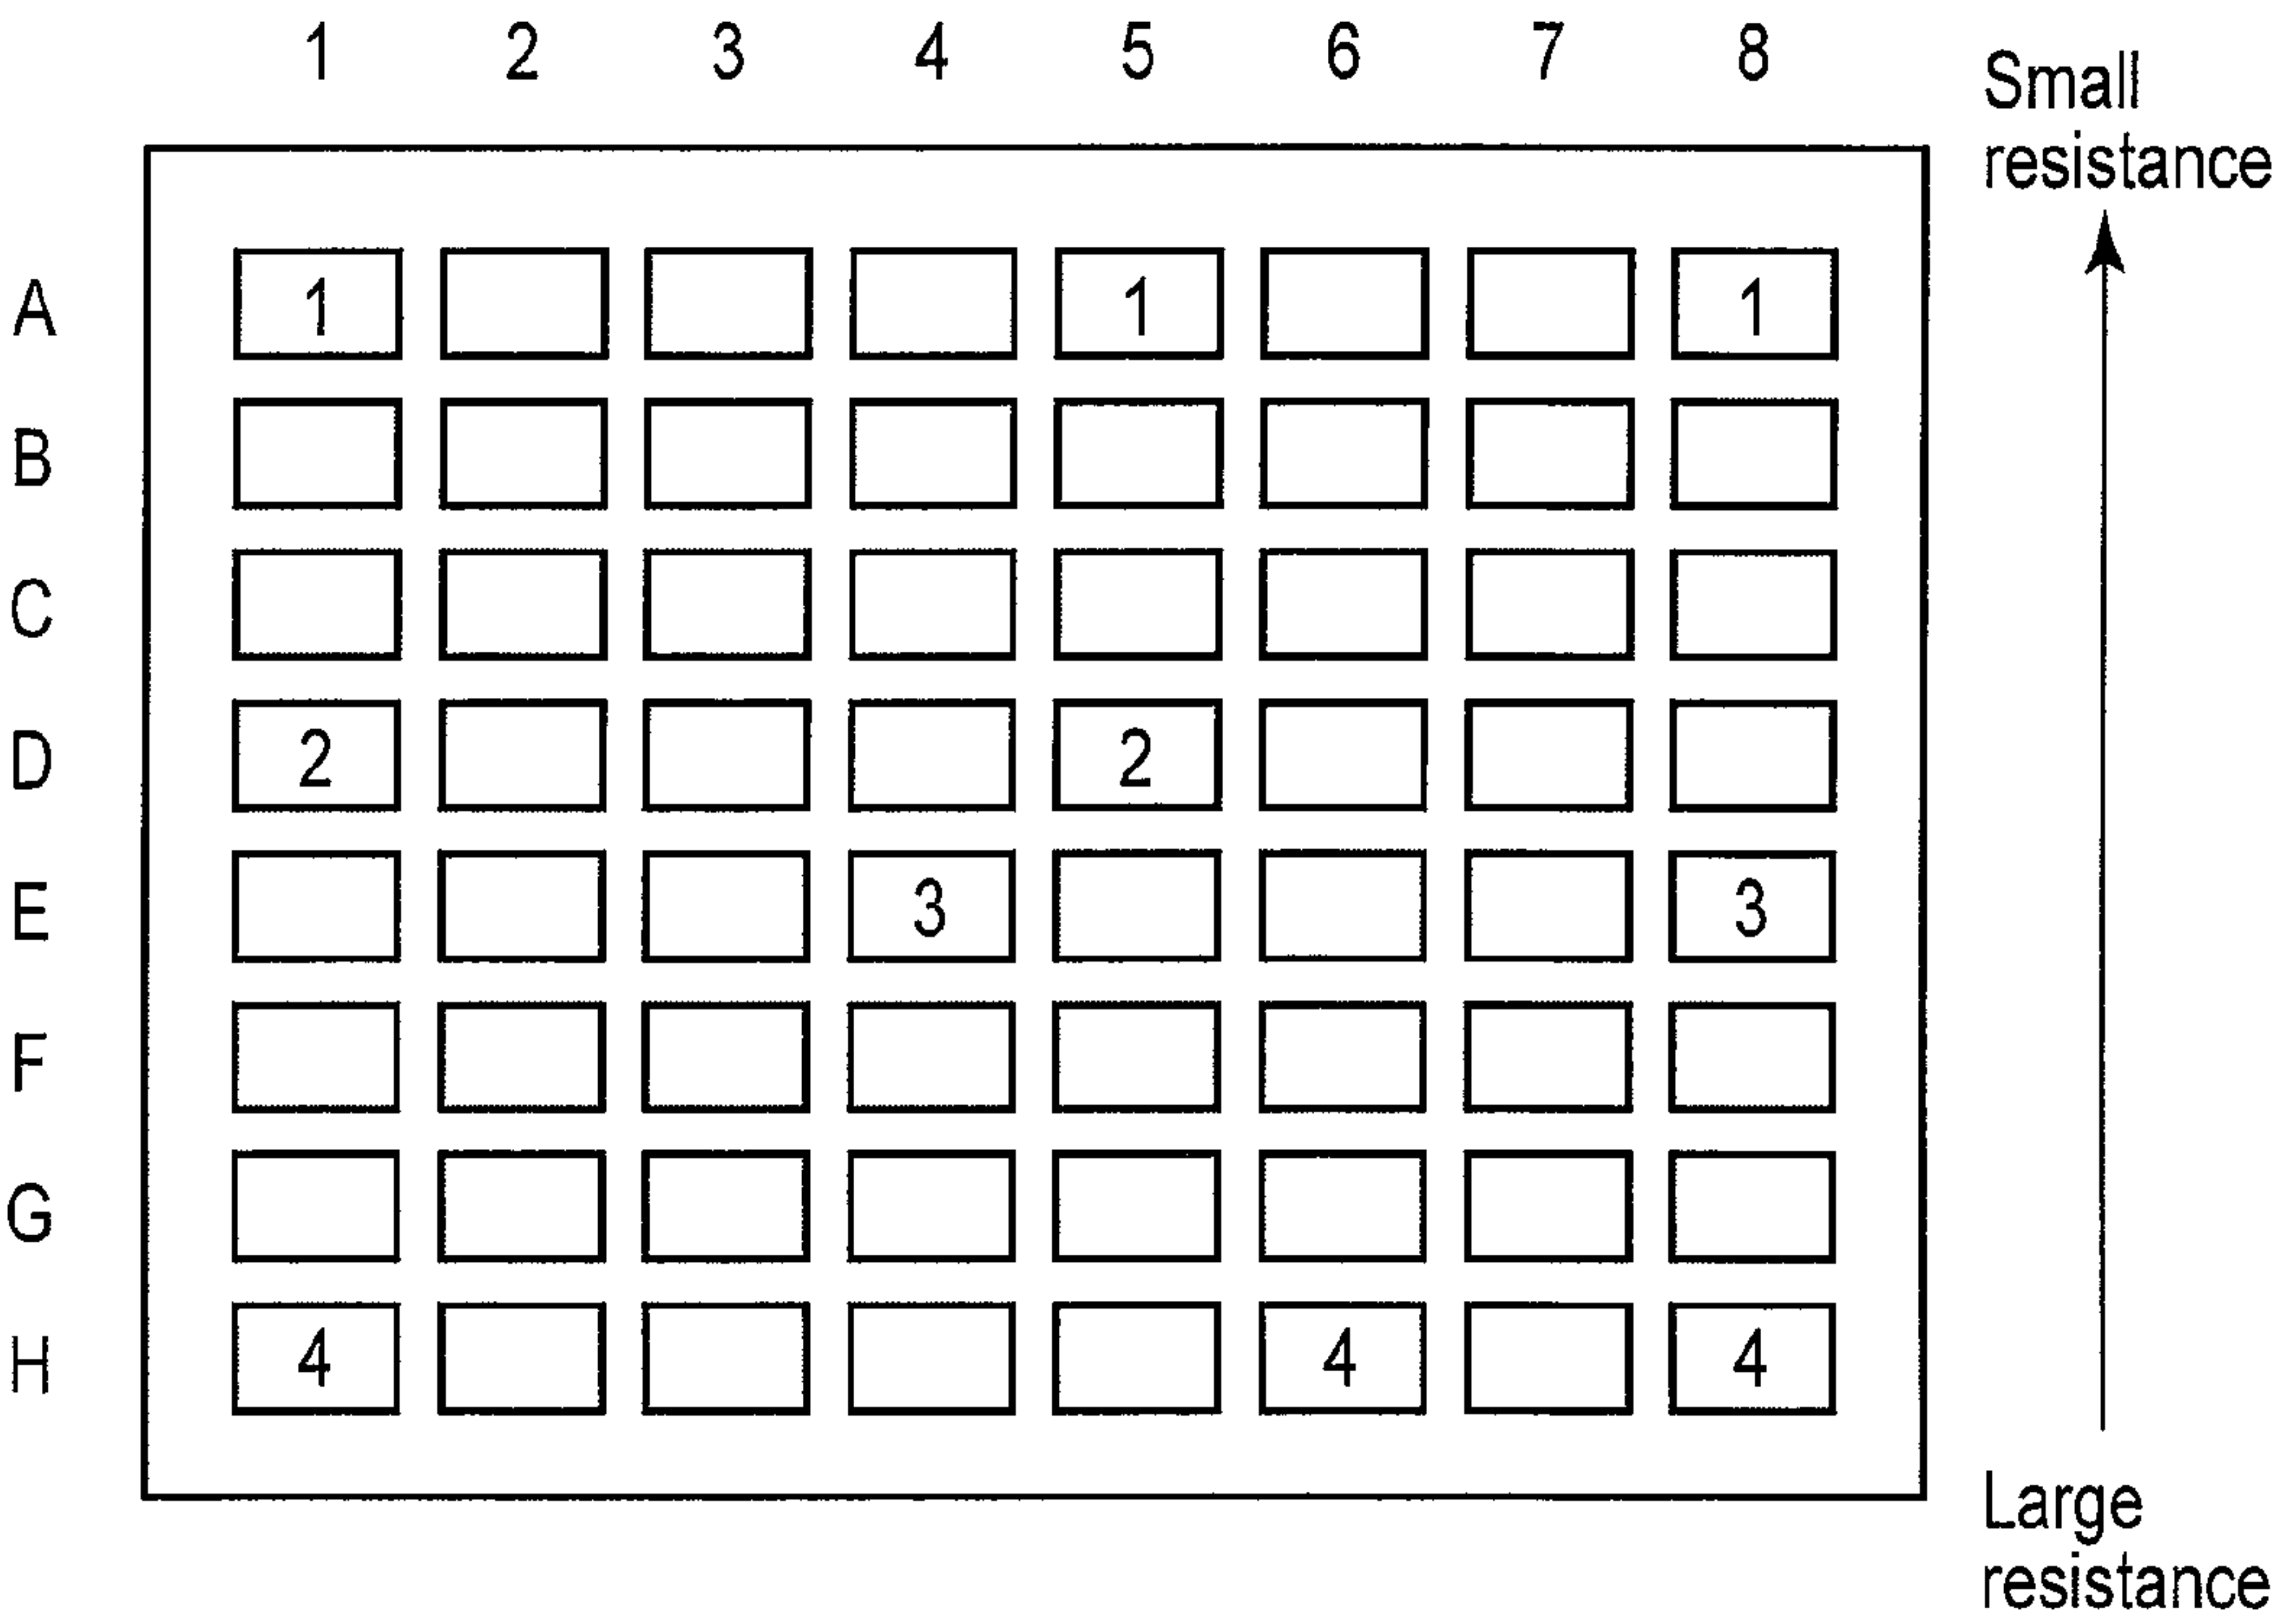 1 2 3 4 5 6 7 8
Small
resistance
A 1 1 1
B
C
D 2 2
E 3 3
F
G
H 4 4 4
Large
resistance